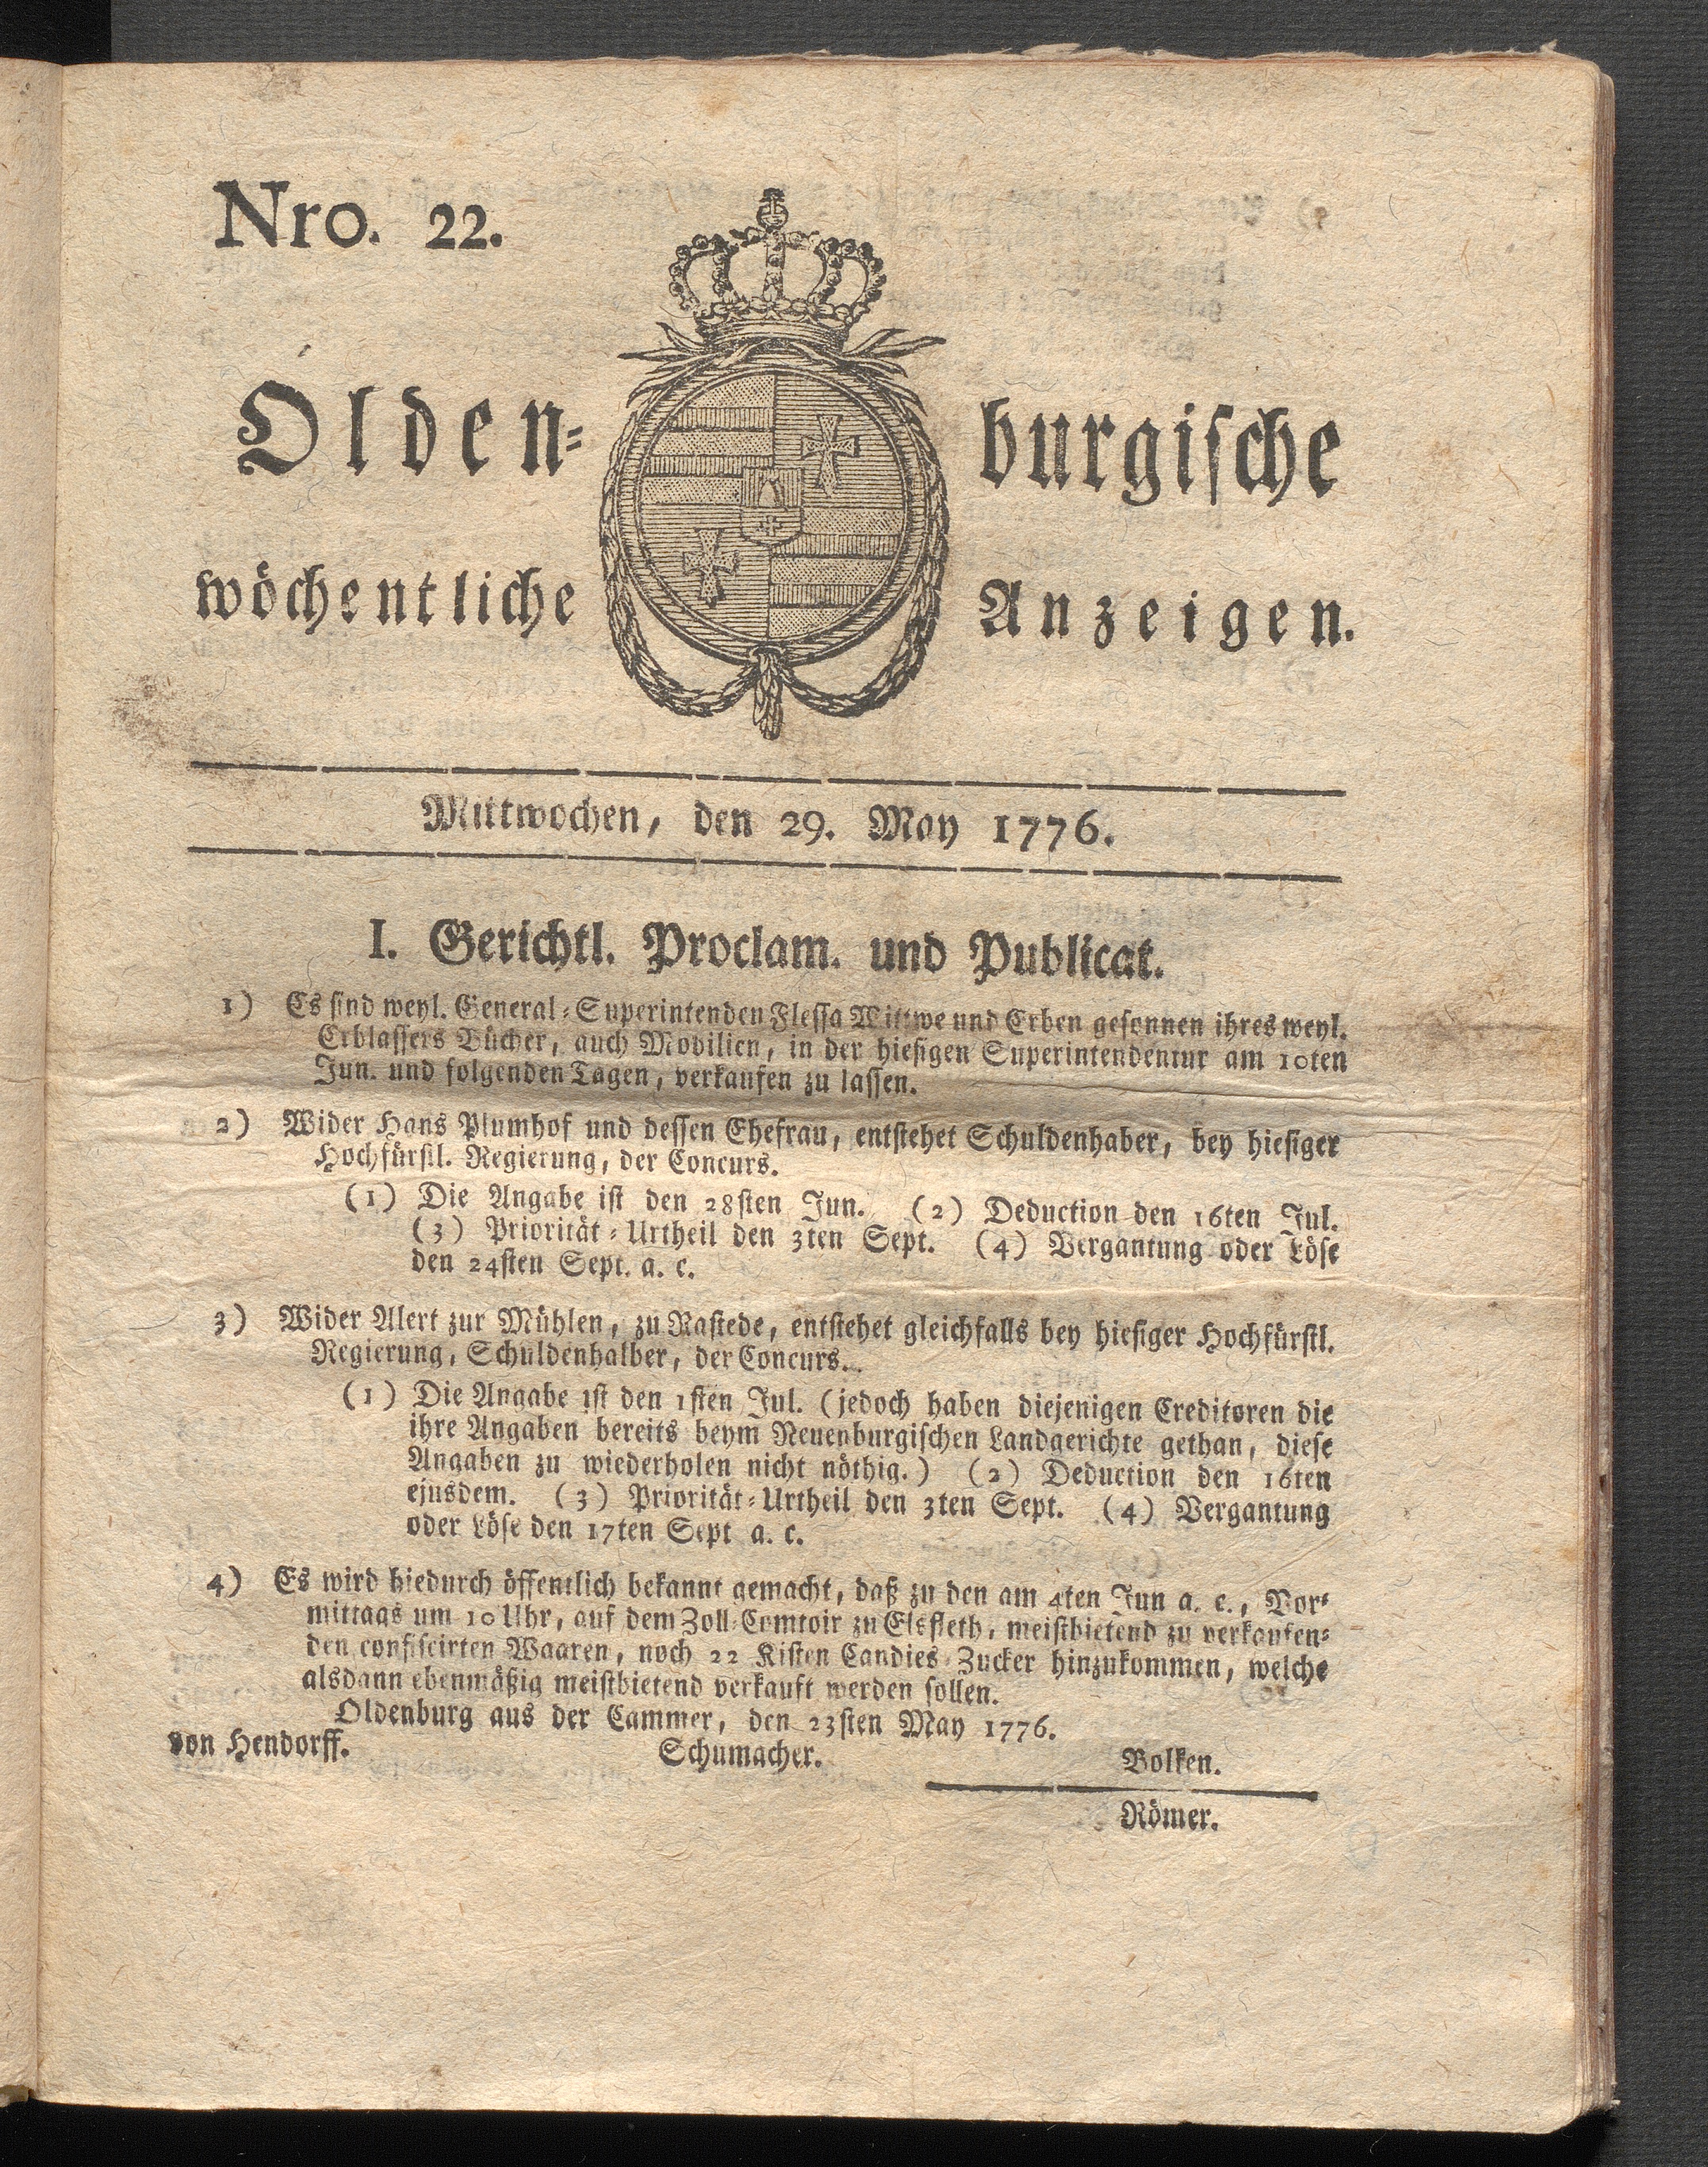 Nro. 22.
Olden=
burgische
wöchentliche
Anzeigen.
Mittwochen, den 29. May 1776.
I. Gerichtl. Proclam. und Publicat.
1) Es sind weyl. General=Superintenden Flessa Wittwe und Erben gesonnen ihres weyl.
Erblassers Bücher, auch Mobilien, in der hiesigen Superintendentur am 10ten
Jun. und folgenden Tagen, verkaufen zu lassen.
2) Wider Hans Plumhof und dessen Ehefrau, entstehet Schuldenhaber, bey hiesiger
Hochfürstl. Regierung, der Concurs.
(1) Die Angabe ist den 28sten Jun. (2) Deduction den 16ten Jul.
(3) Priorität=Urtheil den 3ten Sept. (4) Vergantung oder Löse
den 24sten Sept. a. c.
3) Wider Alert zur Mühlen, zu Rastede, entstehet gleichfalls bey hiesiger Hochfürstl.
Regierung, Schuldenhalber, der Concurs.
(1) Die Angabe ist den 1sten Jul. (jedoch haben diejenigen Creditoren die
ihre Angaben bereits beym Neuenburgischen Landgerichte gethan, diese
Angaben zu wiederholen nicht nöthig.) (2) Deduction den 16ten
ejusdem. (3) Priorität=Urtheil den 3ten Sept. (4) Vergantung
oder Löse den 17ten Sept a. c.
4) Es wird hiedurch öffentlich bekannt gemacht, daß zu den am 4ten Jun a. c., Vor=
mittags um 10 Uhr, auf dem Zoll=Comtoir zu Elsfleth, meistbietend zu verkaufen=
den confiscirten Waaren, noch 22 Kisten Candies=Zucker hinzukommen, welche
alsdann ebenmäßig meistbietend verkauft werden sollen.
Oldenburg aus der Cammer, den 23sten May 1776.
von Hendorff. Schumacher. Bolken.
Römer.